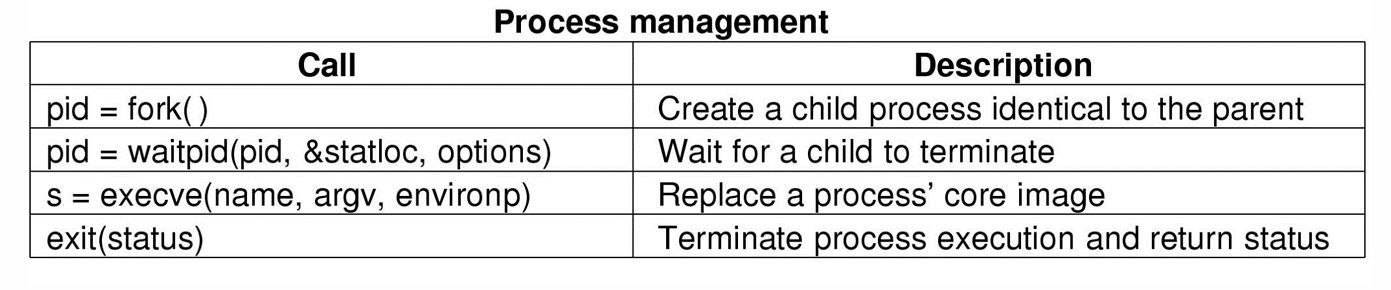 Process management
Call Description
pid = fork( ) Create a child process identical to the parent
pid = waitpid(pid, &statloc, options) Wait for a child to terminate
s = execve(name, argv, environp) Replace a process’ core image
exit(status) Terminate process execution and return status